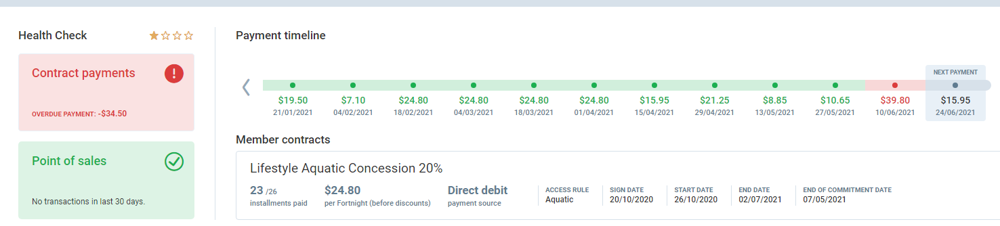 Health Check
Contract payments
OVERDUE PAYMENT: -$34.50
Point of sales
No transactions in last 30 days.
Payment timeline
NEXT PAYMENT
$19.50 $7.10 $24.80 $24.80 $24.80 $24.80 $15.95 $21.25 $8.85 $10.65 $39.80 $15.95
21/01/2021 04/02/2021 18/02/2021 04/03/2021 18/03/2021 01/04/2021 15/04/2021 29/04/2021 13/05/2021 27/05/2021 10/06/2021 24/06/2021
Member contracts
Lifestyle Aquatic Concession 20%
23 /26 $24.80 Direct debit ACCESS RULE SIGN DATE START DATE END DATE END OF COMMITMENT DATE
installments paid per Fortnight (before discounts) payment source Aquatic 20/10/2020 26/10/2020 02/07/2021 07/05/2021